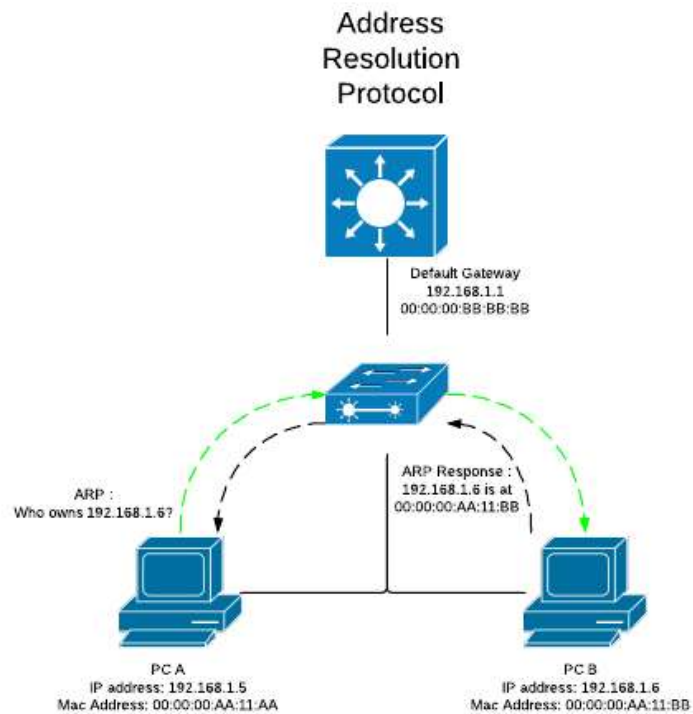 Address
Resolution
Protocol
Default Gateway
192.168.1.1
00:00:00:BB:BB:BB
ARP :
Who owns 192.168.1.6?
ARP Response :
192.168.1.6 is at
00:00:00:AA:11:BB
PC A
IP address: 192.168.1.5
Mac Address: 00:00:00:AA:11:AA
PC B
IP address: 192.168.1.6
Mac Address: 00:00:00:AA:11:BB